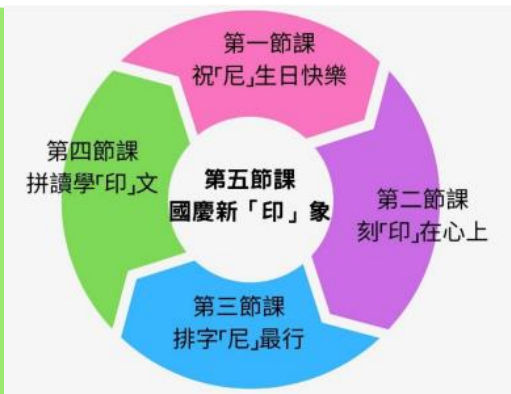 第一節課
祝「尼」生日快樂
第二節課
刻「印」在心上
第三節課
排字「尼」最行
第四節課
拼讀學「印」文
第五節課
國慶新「印」象